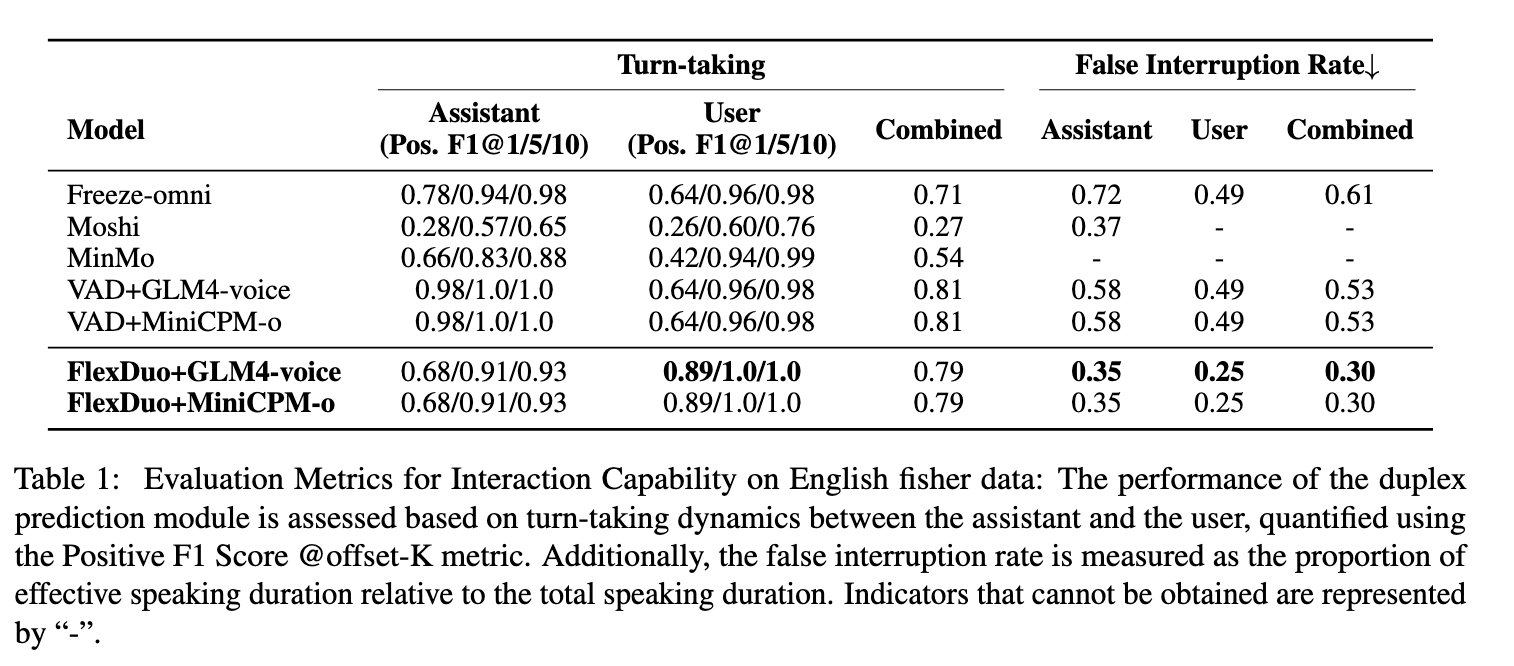 Turn-taking False Interruption Rate↓
Model Assistant (Pos. F1@1/5/10) User (Pos. F1@1/5/10) Combined Assistant User Combined
Freeze-omni 0.78/0.94/0.98 0.64/0.96/0.98 0.71 0.72 0.49 0.61
Moshi 0.28/0.57/0.65 0.26/0.60/0.76 0.27 0.37 - -
MinMo 0.66/0.83/0.88 0.42/0.94/0.99 0.54 - - -
VAD+GLM4-voice 0.98/1.0/1.0 0.64/0.96/0.98 0.81 0.58 0.49 0.53
VAD+MiniCPM-o 0.98/1.0/1.0 0.64/0.96/0.98 0.81 0.58 0.49 0.53
FlexDuo+GLM4-voice 0.68/0.91/0.93 0.89/1.0/1.0 0.79 0.35 0.25 0.30
FlexDuo+MiniCPM-o 0.68/0.91/0.93 0.89/1.0/1.0 0.79 0.35 0.25 0.30
Table 1: Evaluation Metrics for Interaction Capability on English fisher data: The performance of the duplex
prediction module is assessed based on turn-taking dynamics between the assistant and the user, quantified using
the Positive F1 Score @offset-K metric. Additionally, the false interruption rate is measured as the proportion of
effective speaking duration relative to the total speaking duration. Indicators that cannot be obtained are represented
by “-”.